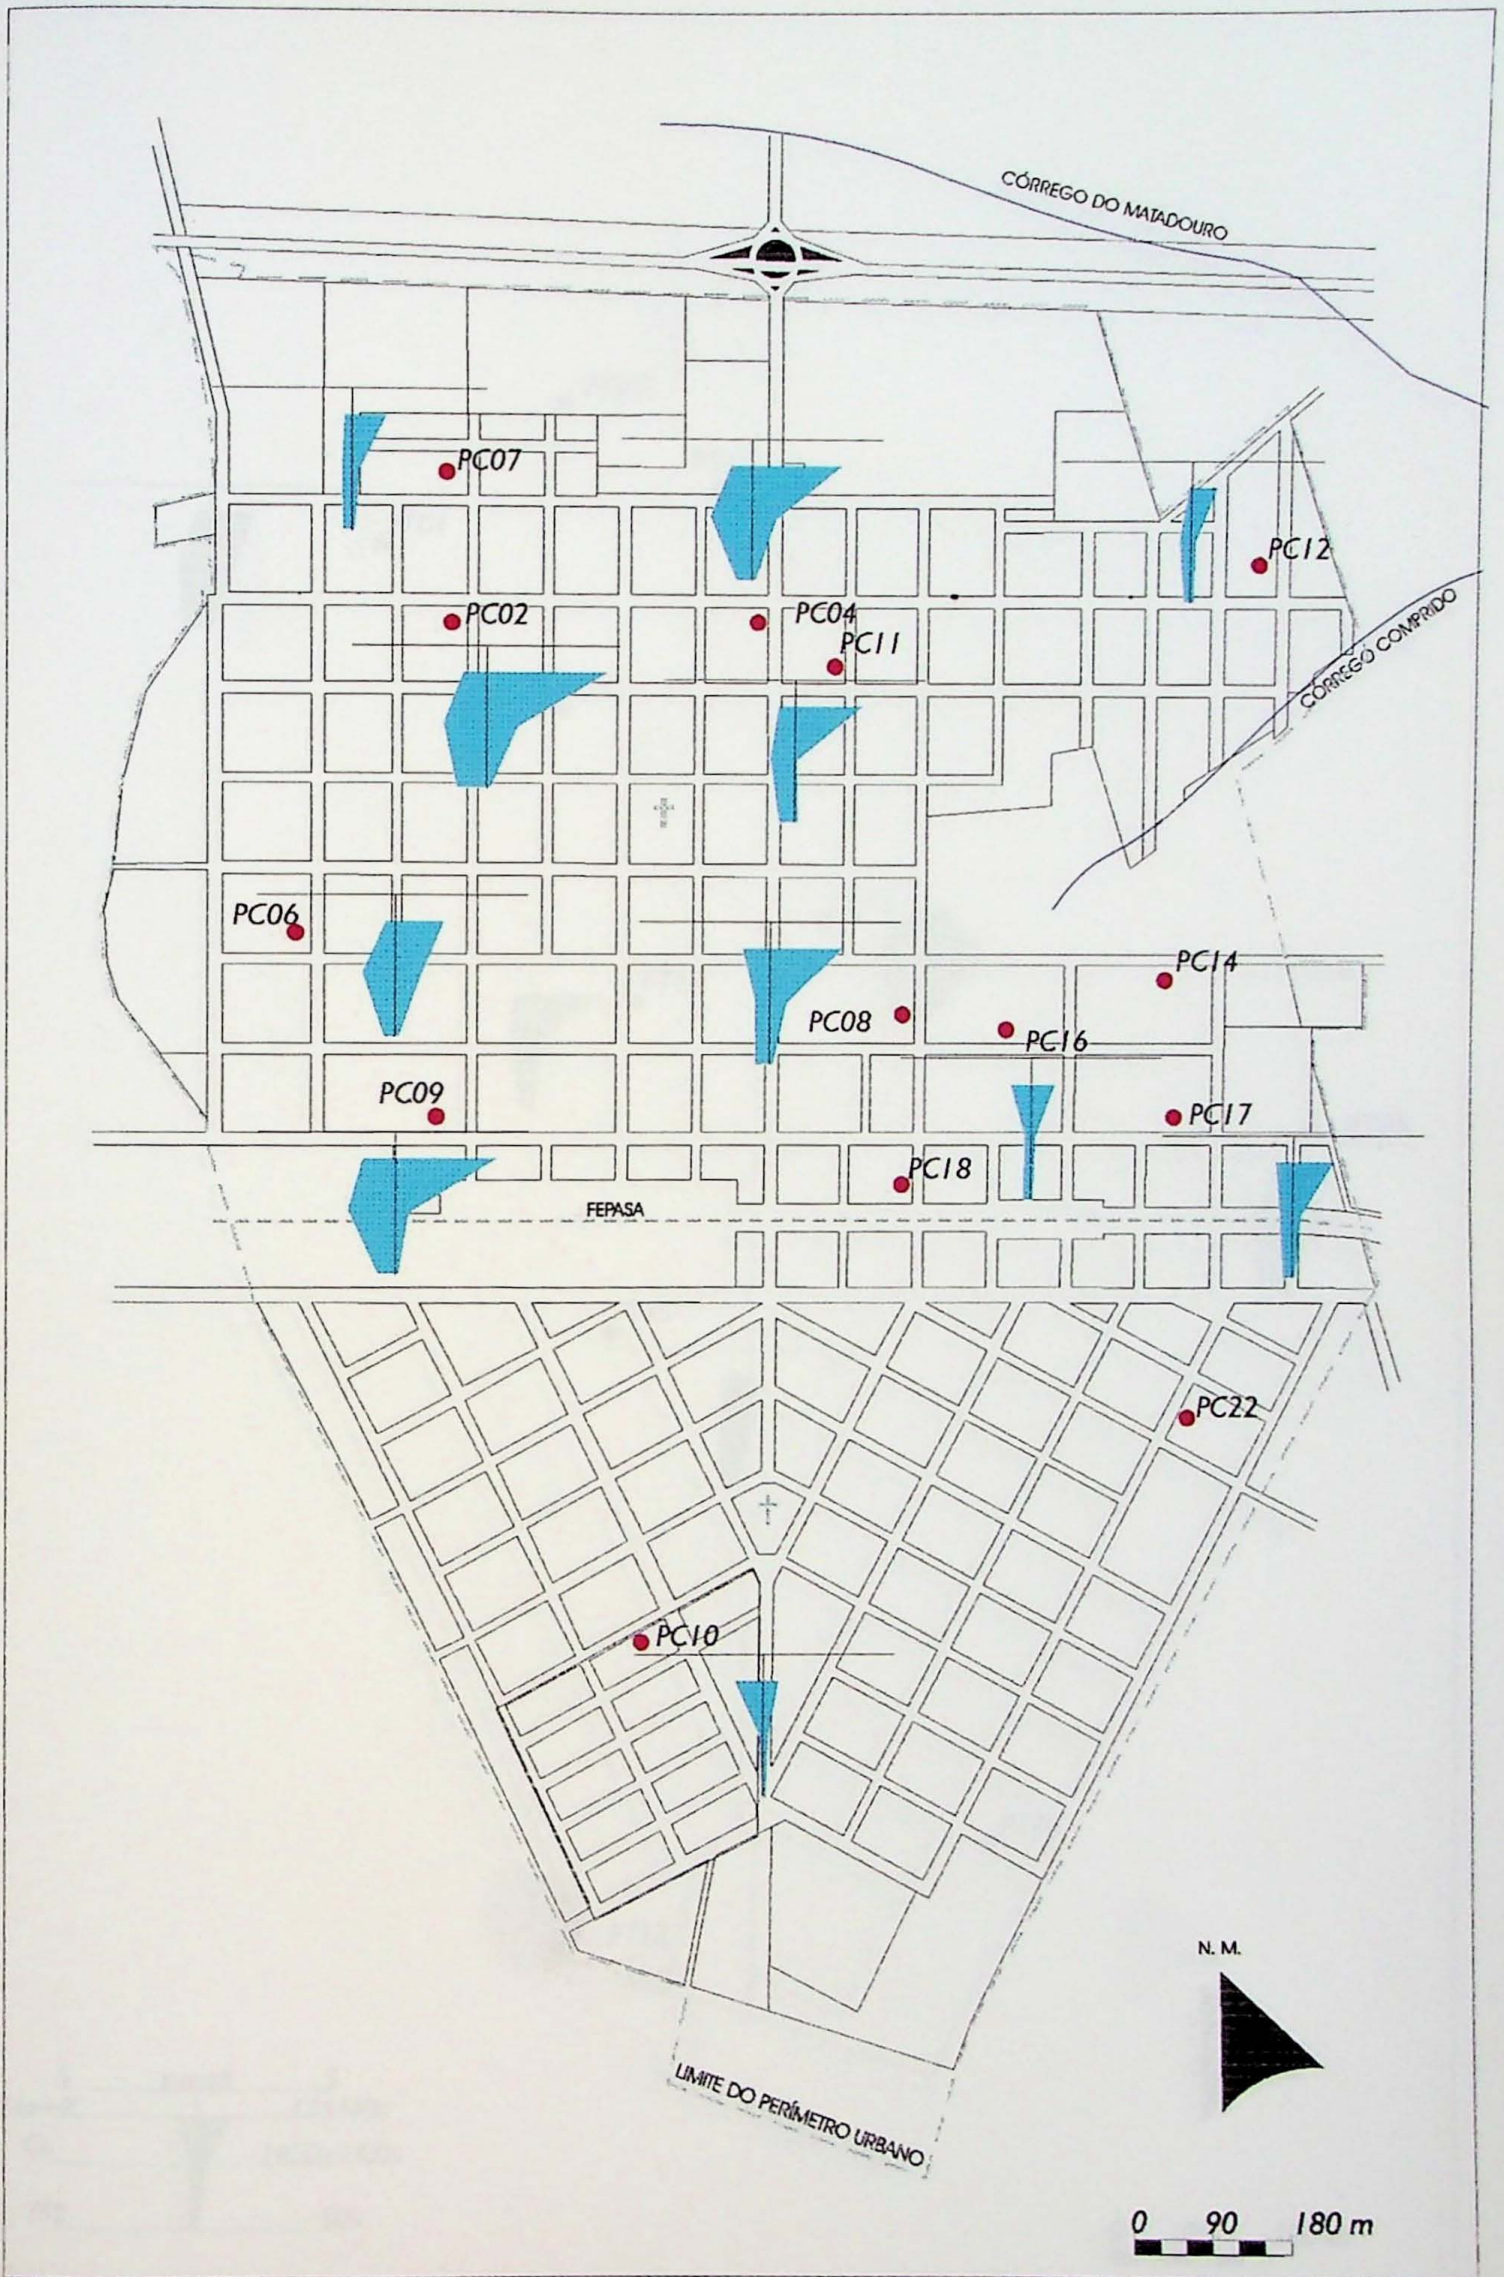 CÓRREGO DO MATADOURO
PC07
PC12
PC02
PC04
PC11
CÓRREGO COMPRIDO
PC06
PC14
PC08
PC16
PC09
PC17
PC18
FEPASA
PC22
PC10
N. M.
LIMITE DO PERÍMETRO URBANO
0 90 180 m